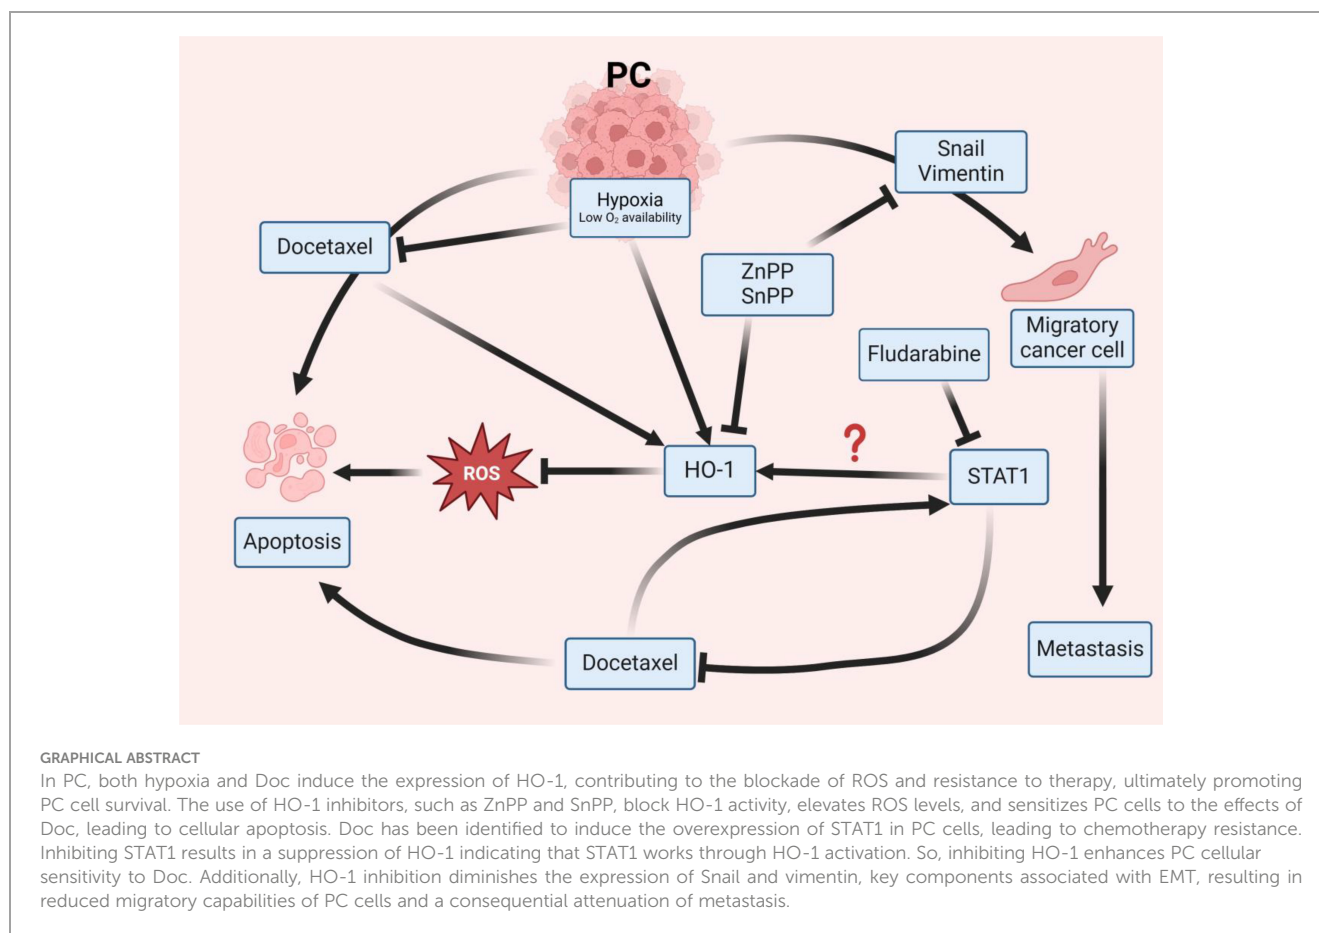 PC
Snail
Vimentin
Hypoxia
Low O₂ availability
Docetaxel
ZnPP
SnPP
Migratory
cancer cell
Fludarabine
?
ROS
HO-1
STAT1
Apoptosis
Docetaxel
Metastasis
GRAPHICAL ABSTRACT
In PC, both hypoxia and Doc induce the expression of HO-1, contributing to the blockade of ROS and resistance to therapy, ultimately promoting
PC cell survival. The use of HO-1 inhibitors, such as ZnPP and SnPP, block HO-1 activity, elevates ROS levels, and sensitizes PC cells to the effects of
Doc, leading to cellular apoptosis. Doc has been identified to induce the overexpression of STAT1 in PC cells, leading to chemotherapy resistance.
Inhibiting STAT1 results in a suppression of HO-1 indicating that STAT1 works through HO-1 activation. So, inhibiting HO-1 enhances PC cellular
sensitivity to Doc. Additionally, HO-1 inhibition diminishes the expression of Snail and vimentin, key components associated with EMT, resulting in
reduced migratory capabilities of PC cells and a consequential attenuation of metastasis.